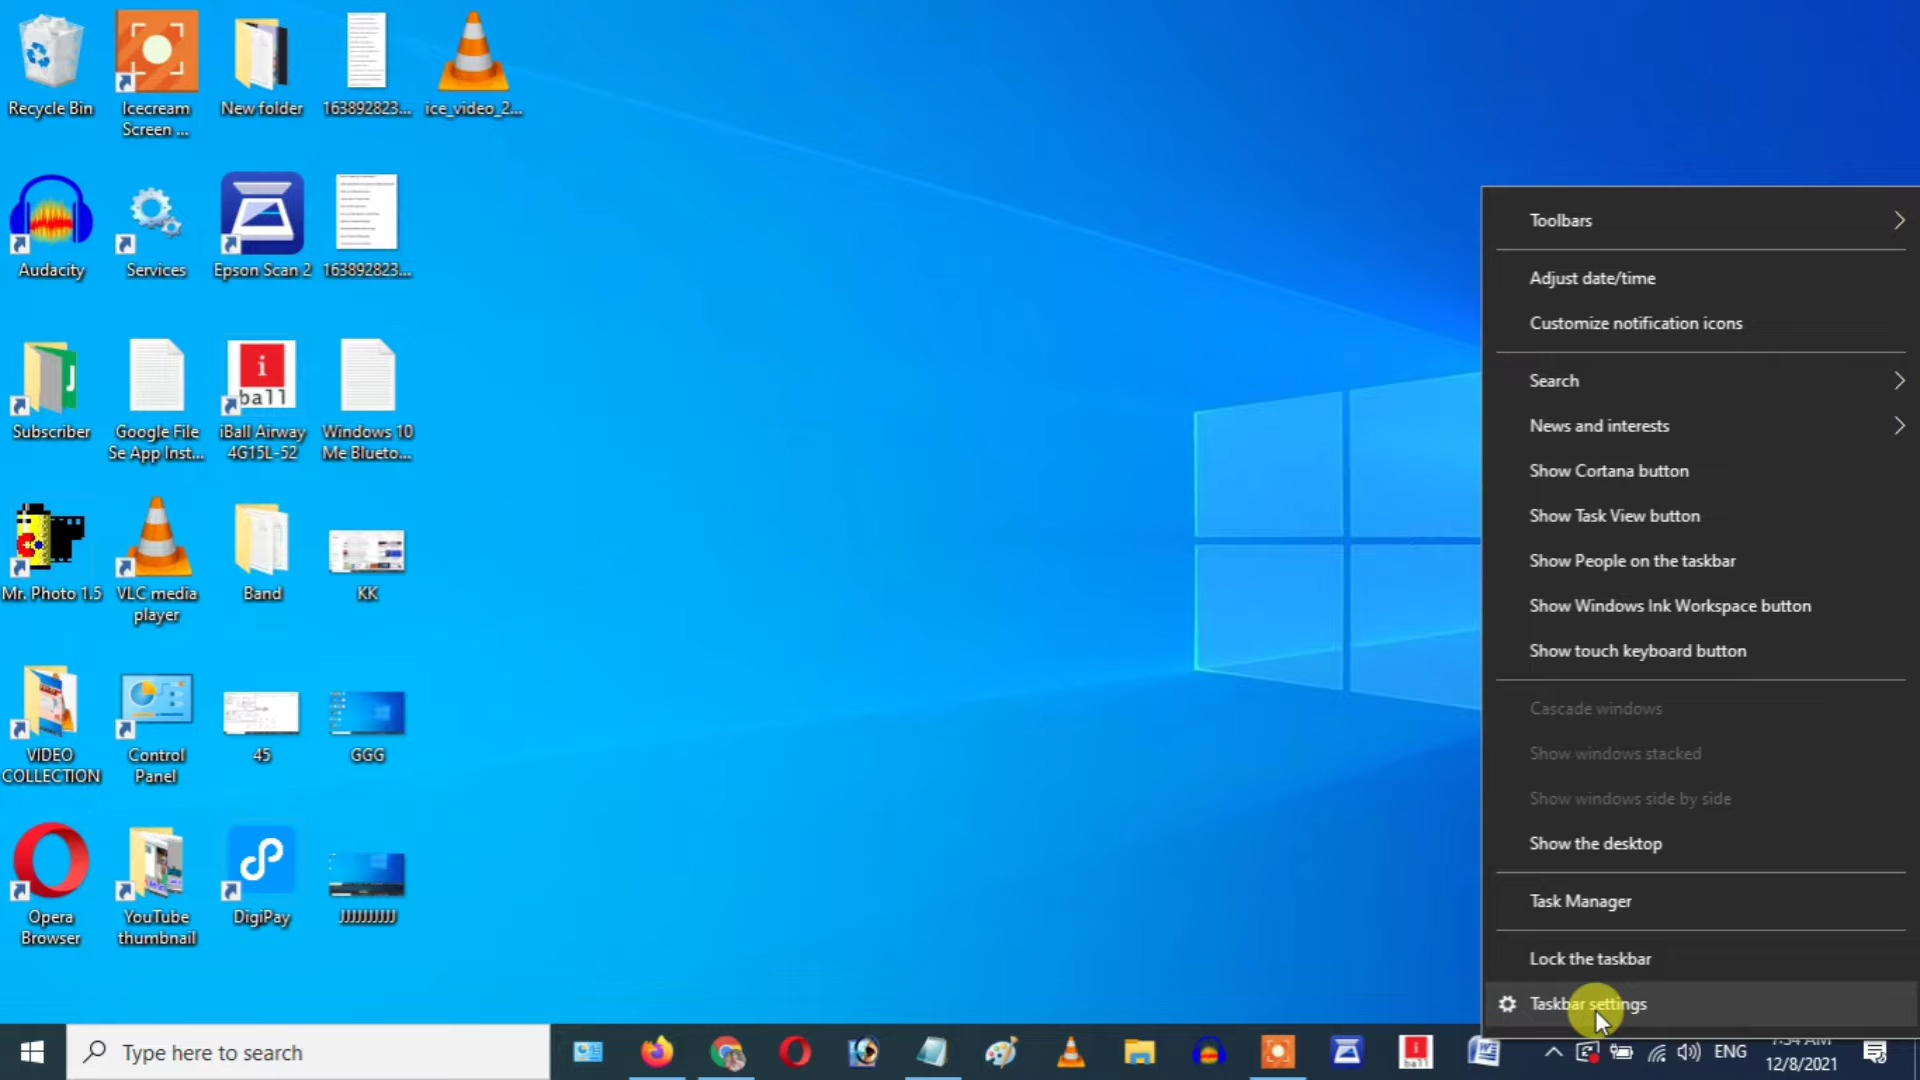 Recycle Bin
Icecream
Screen ...
New folder
163892823...
ice_video_2...
Audacity
Services
Epson Scan 2
163892823...
Subscriber
Google File
Se App Inst...
i
ball
iBall Airway
4G15L-52
Windows 10
Me Blueto...
Mr. Photo 1.5
VLC media
player
Band
KK
VIDEO
COLLECTION
Control
Panel
45
GGG
Opera
Browser
YouTube
thumbnail
DigiPay
JJJJJJJJJJ
Toolbars
Adjust date/time
Customize notification icons
Search
News and interests
Show Cortana button
Show Task View button
Show People on the taskbar
Show Windows Ink Workspace button
Show touch keyboard button
Cascade windows
Show windows stacked
Show windows side by side
Show the desktop
Task Manager
Lock the taskbar
Taskbar settings
Type here to search
i
ball
ENG
7:54 AM
12/8/2021